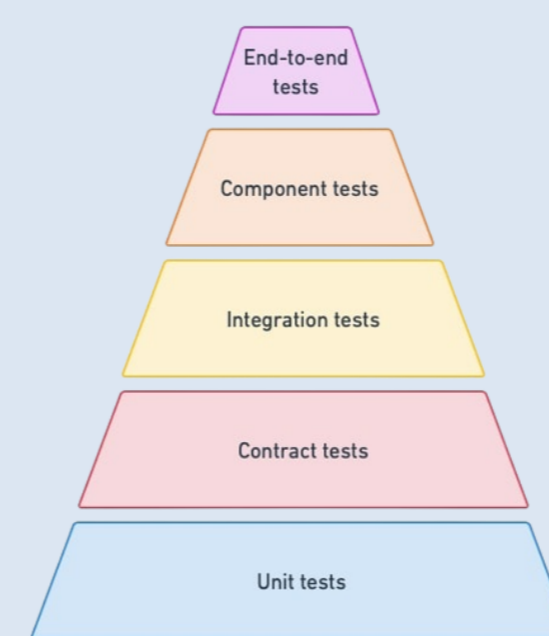 End-to-end
tests
Component tests
Integration tests
Contract tests
Unit tests